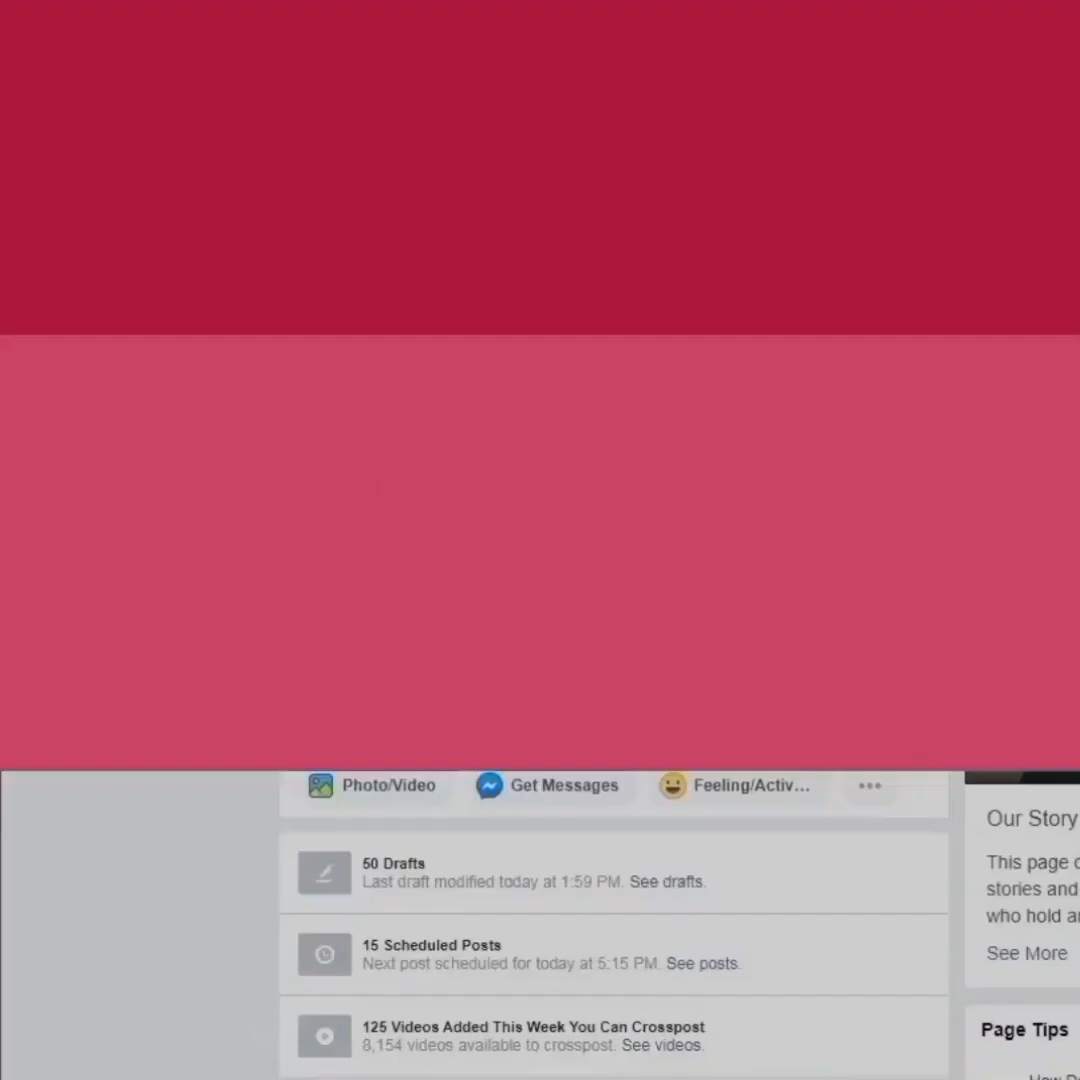 Photo/Video
Get Messages
Feeling/Activ...
50 Drafts
Last draft modified today at 1:59 PM. See drafts.
15 Scheduled Posts
Next post scheduled for today at 5:15 PM. See posts.
125 Videos Added This Week You Can Crosspost
8,154 videos available to crosspost. See videos.
Our Story
This page
stories and
who hold
See More
Page Tips